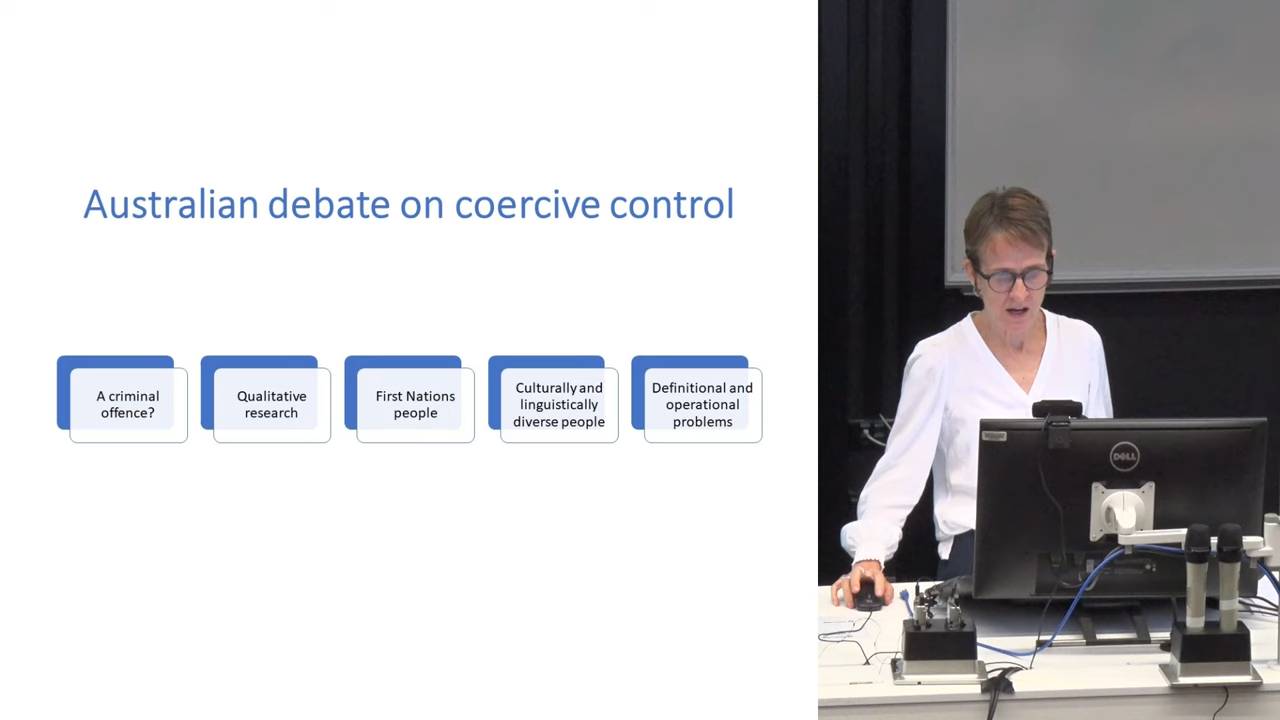 Australian debate on coercive control
A criminal
offence?
Qualitative
research
First Nations
people
Culturally and
linguistically
diverse people
Definitional and
operational
problems
DELL